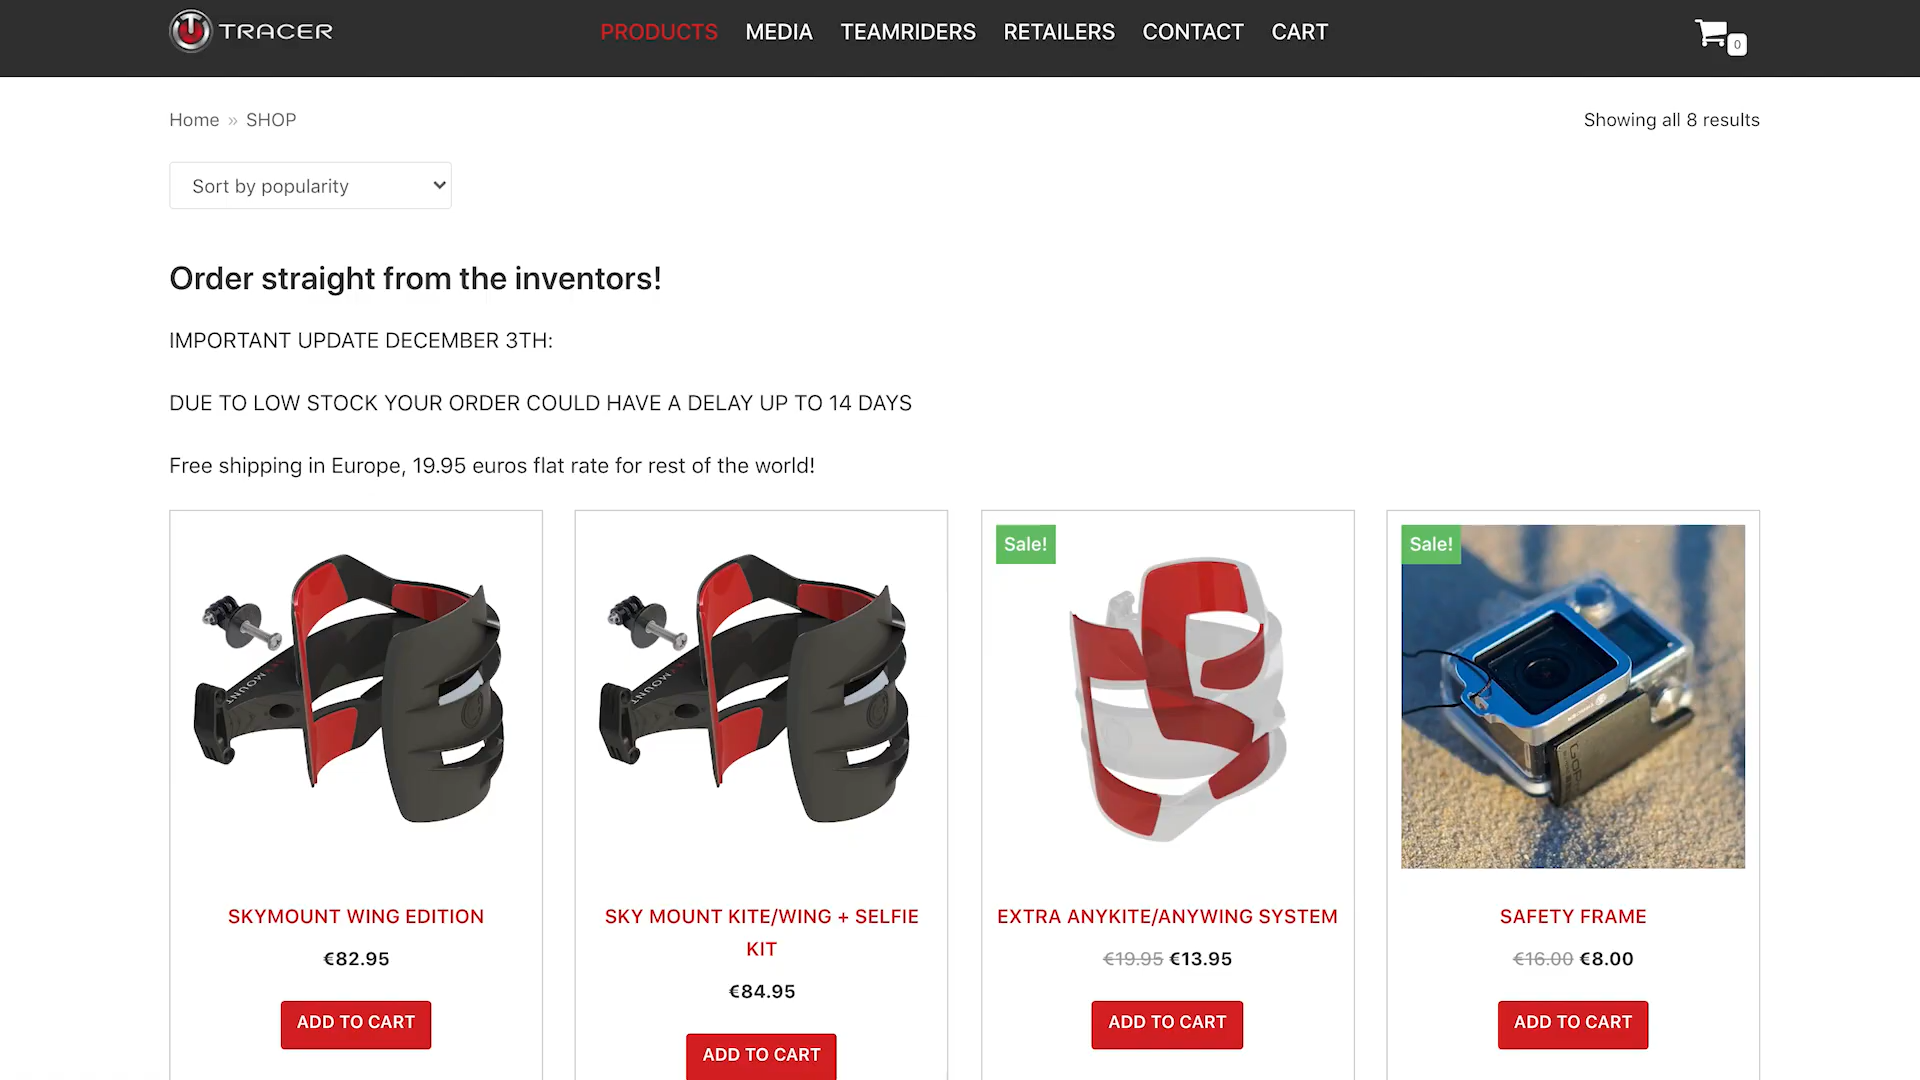 TRACER
PRODUCTS MEDIA TEAMRIDERS RETAILERS CONTACT CART
0
Home » SHOP
Showing all 8 results
Sort by popularity
Order straight from the inventors!
IMPORTANT UPDATE DECEMBER 3TH:
DUE TO LOW STOCK YOUR ORDER COULD HAVE A DELAY UP TO 14 DAYS
Free shipping in Europe, 19.95 euros flat rate for rest of the world!
SKYMOUNT WING EDITION
€82.95
ADD TO CART
SKY MOUNT KITE/WING + SELFIE
KIT
€84.95
ADD TO CART
Sale!
EXTRA ANYKITE/ANYWING SYSTEM
€19.95 €13.95
ADD TO CART
Sale!
SAFETY FRAME
€16.00 €8.00
ADD TO CART